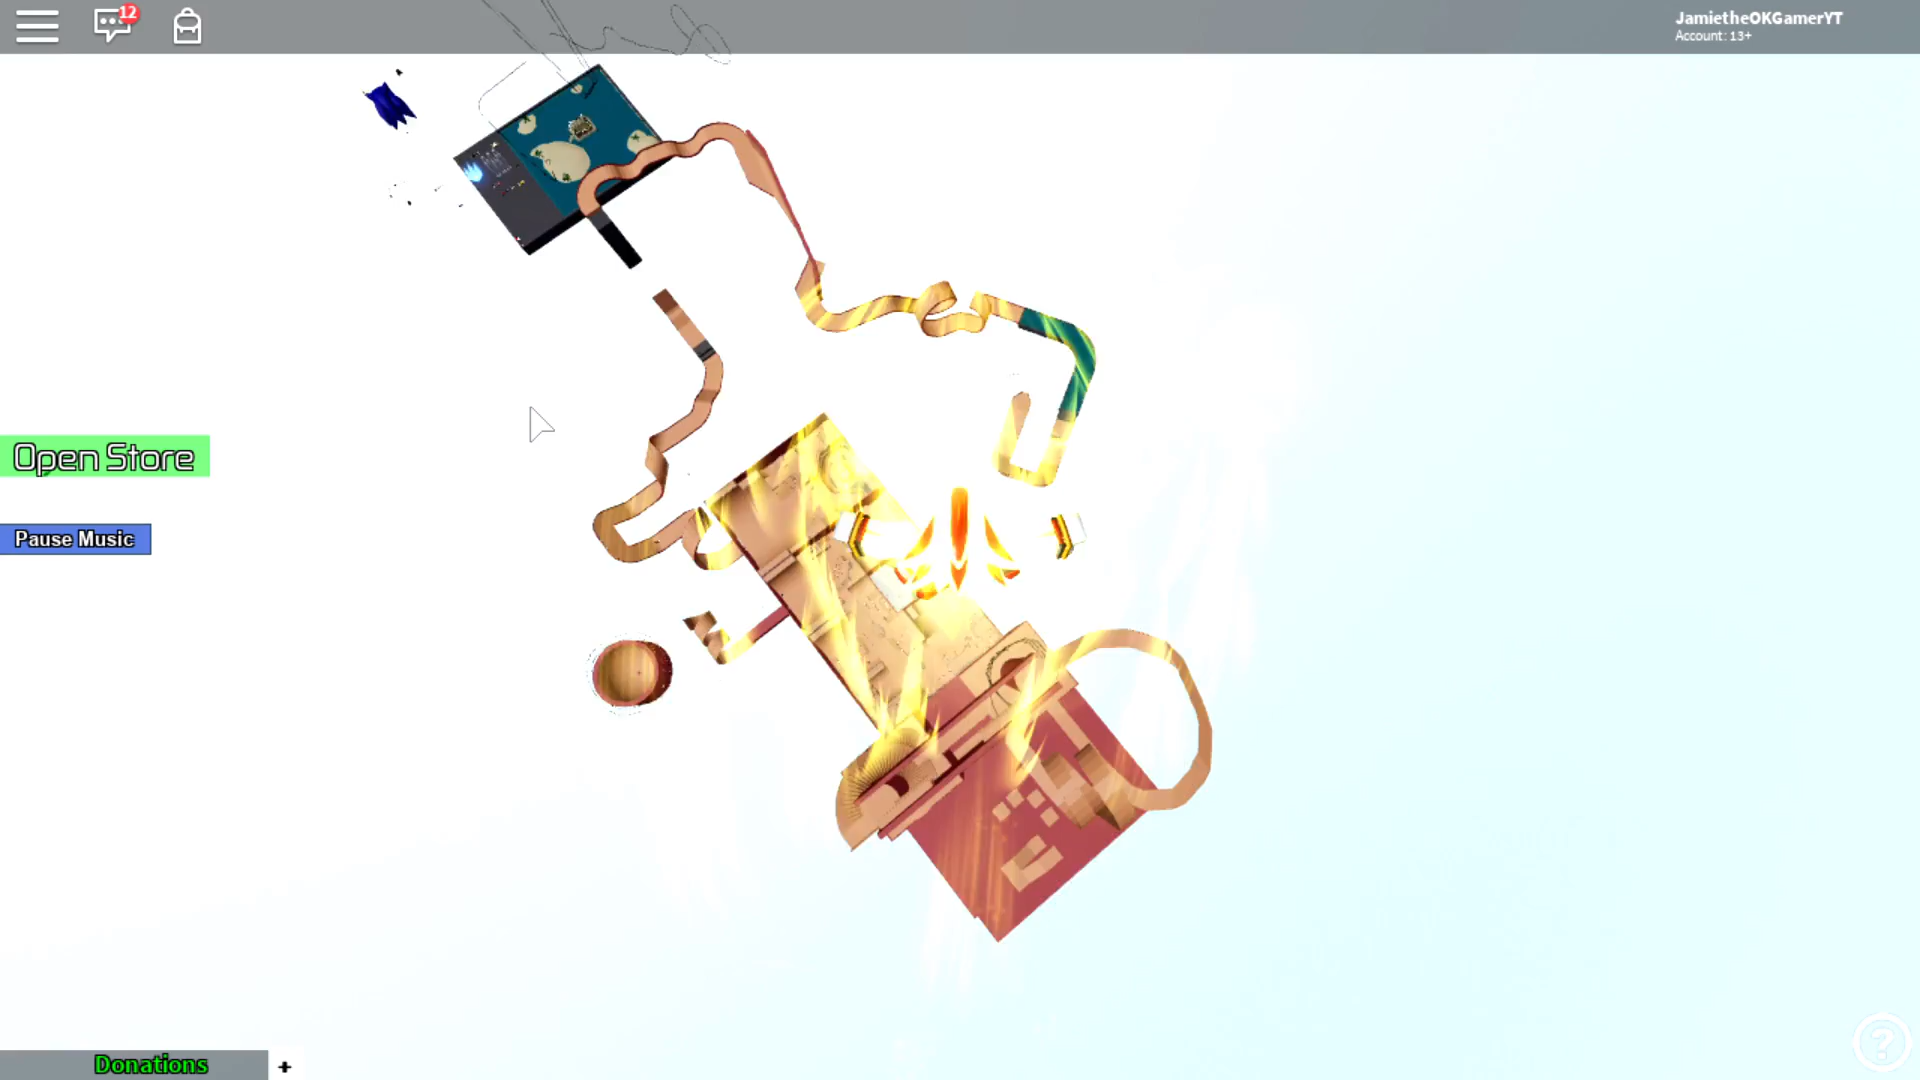 12
JamietheOKGamerYT
Account: 13+
Open Store
Pause Music
Donations
+
?